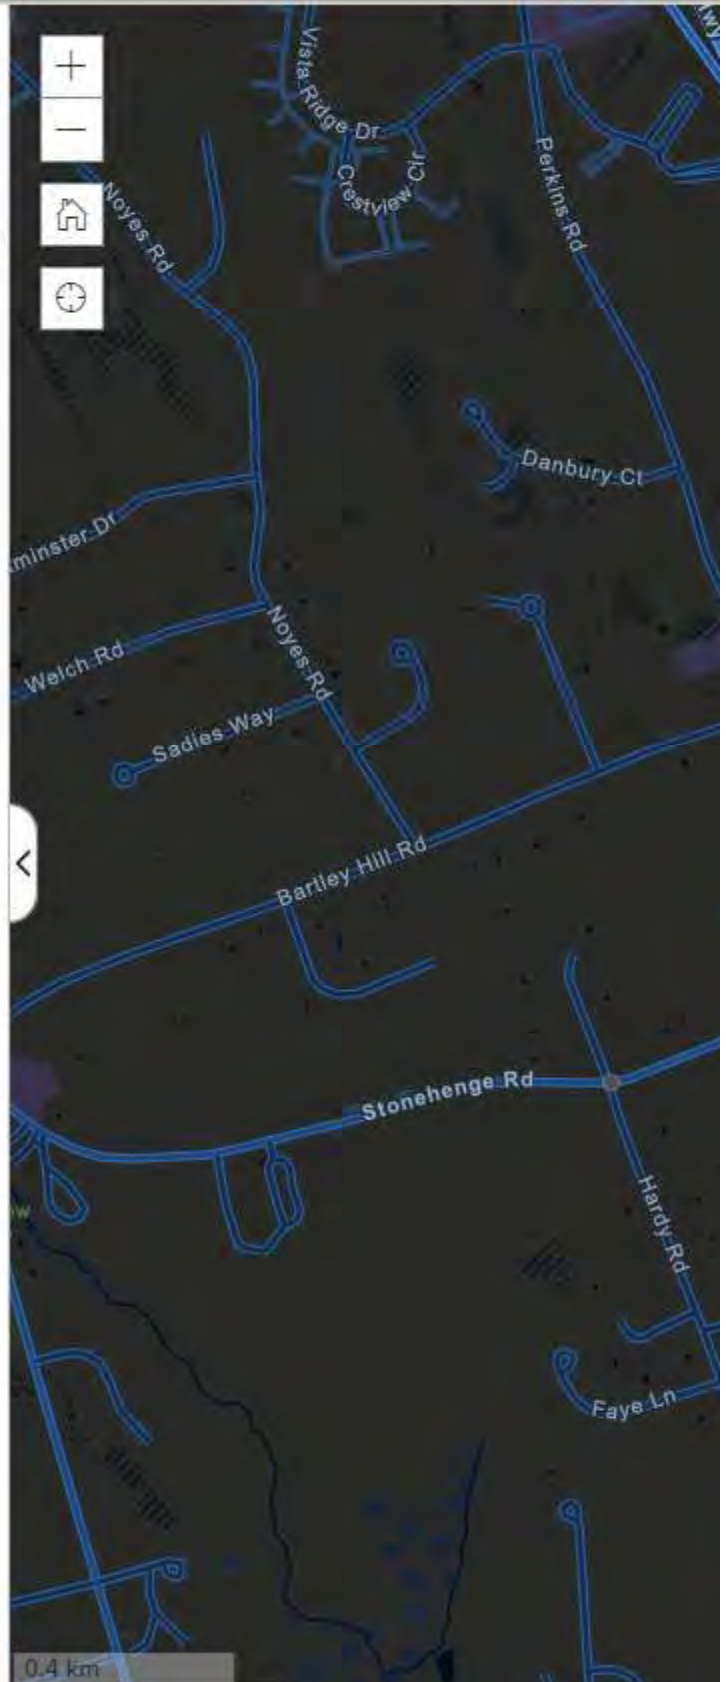 Vista Ridge Dr
Crestview Cir
Perkins Rd
Noyes Rd
Danbury Ct
minster Dr
Noyes Rd
Welch Rd
Sadies Way
Bartley Hill Rd
Stonehenge Rd
Hardy Rd
Faye Ln
0.4 km